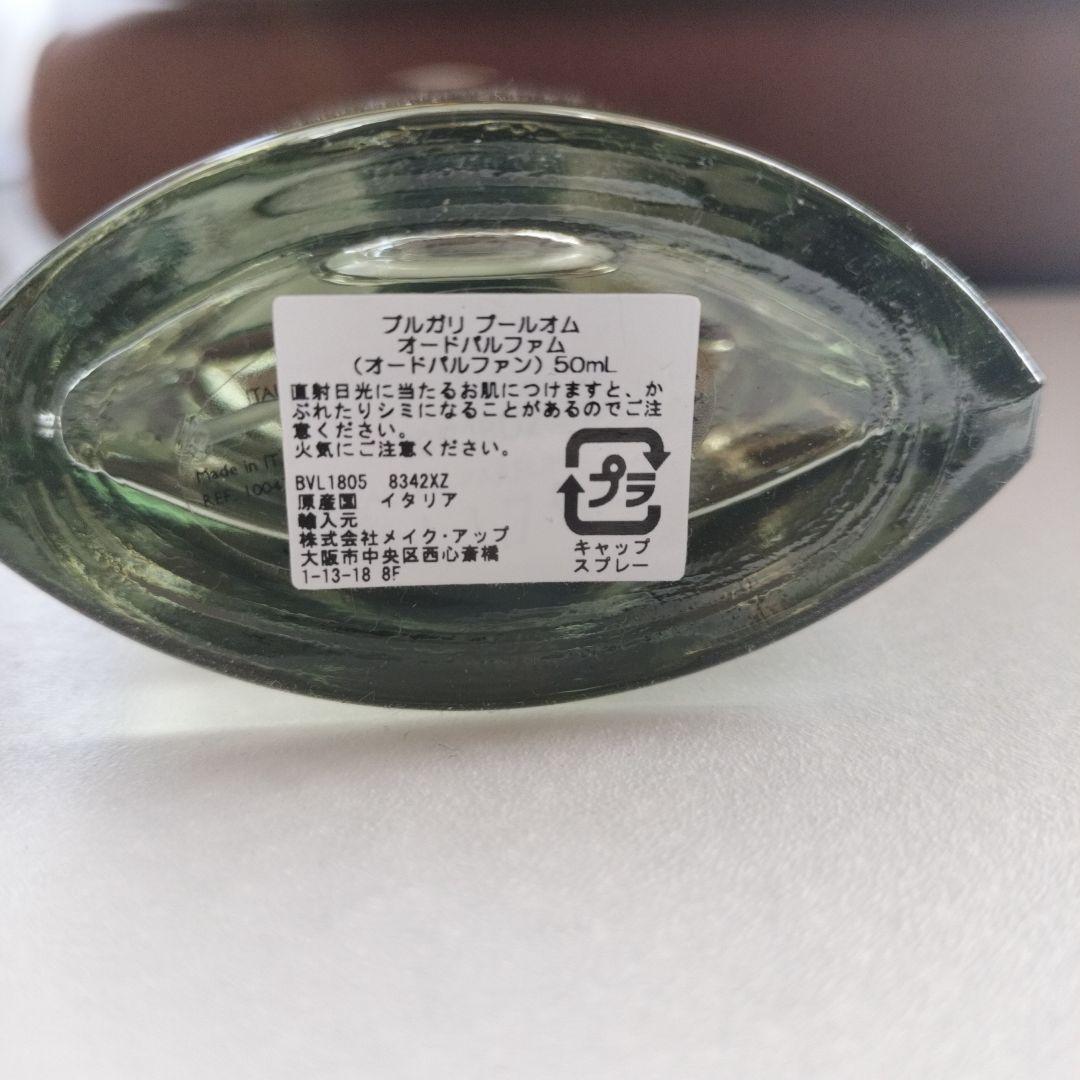 ブルガリ プールオム
オードパルファム
(オードパルファン) 50mL
直射日光に当たるお肌につけますと、か
ぶれたりシミになることがあるのでご注
意ください。
火気にご注意ください。
BVL1805 8342XZ
原産国 イタリア
輸入元
株式会社メイク・アップ
大阪市中央区西心斎橋
1-13-18 8F
プラ
キャップ
スプレー
Made in
REF.